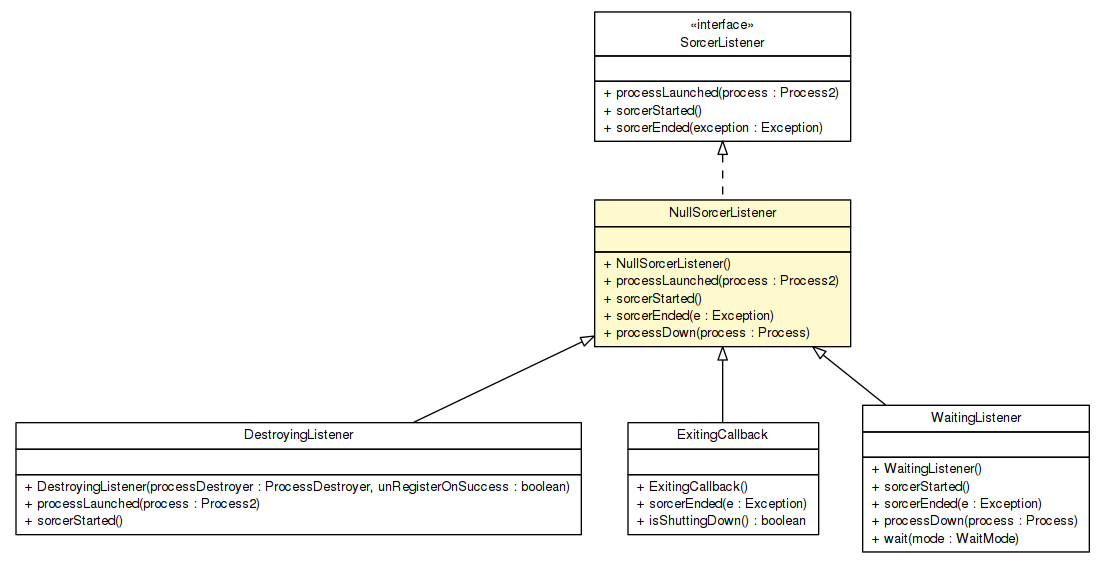 «interface»
SorcerListener
+ processLaunched(process : Process2)
+ sorcerStarted()
+ sorcerEnded(exception : Exception)
NullSorcerListener
+ NullSorcerListener()
+ processLaunched(process : Process2)
+ sorcerStarted()
+ sorcerEnded(e : Exception)
+ processDown(process : Process)
DestroyingListener
+ DestroyingListener(processDestroyer : ProcessDestroyer, unRegisterOnSuccess : boolean)
+ processLaunched(process : Process2)
+ sorcerStarted()
ExitingCallback
+ ExitingCallback()
+ sorcerEnded(e : Exception)
+ isShuttingDown() : boolean
WaitingListener
+ WaitingListener()
+ sorcerStarted()
+ sorcerEnded(e : Exception)
+ processDown(process : Process)
+ wait(mode : WaitMode)